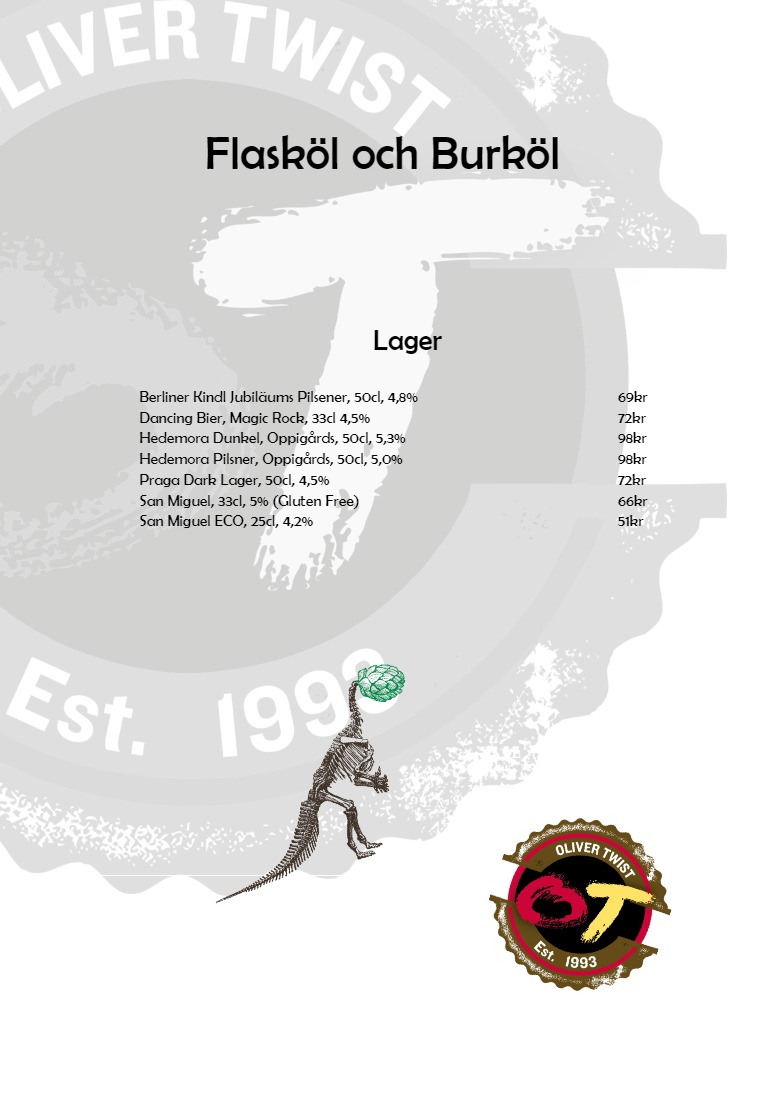 OLIVER TWIST
Flasköl och Burköl
Lager
Berliner Kindl Jubiläums Pilsener, 50cl, 4,8% 69kr
Dancing Bier, Magic Rock, 33cl 4,5% 72kr
Hedemora Dunkel, Oppigårds, 50cl, 5,3% 98kr
Hedemora Pilsner, Oppigårds, 50cl, 5,0% 98kr
Praga Dark Lager, 50cl, 4,5% 72kr
San Miguel, 33cl, 5% (Gluten Free) 66kr
San Miguel ECO, 25cl, 4,2% 51kr
Est. 1993
OLIVER TWIST
OT
Est. 1993